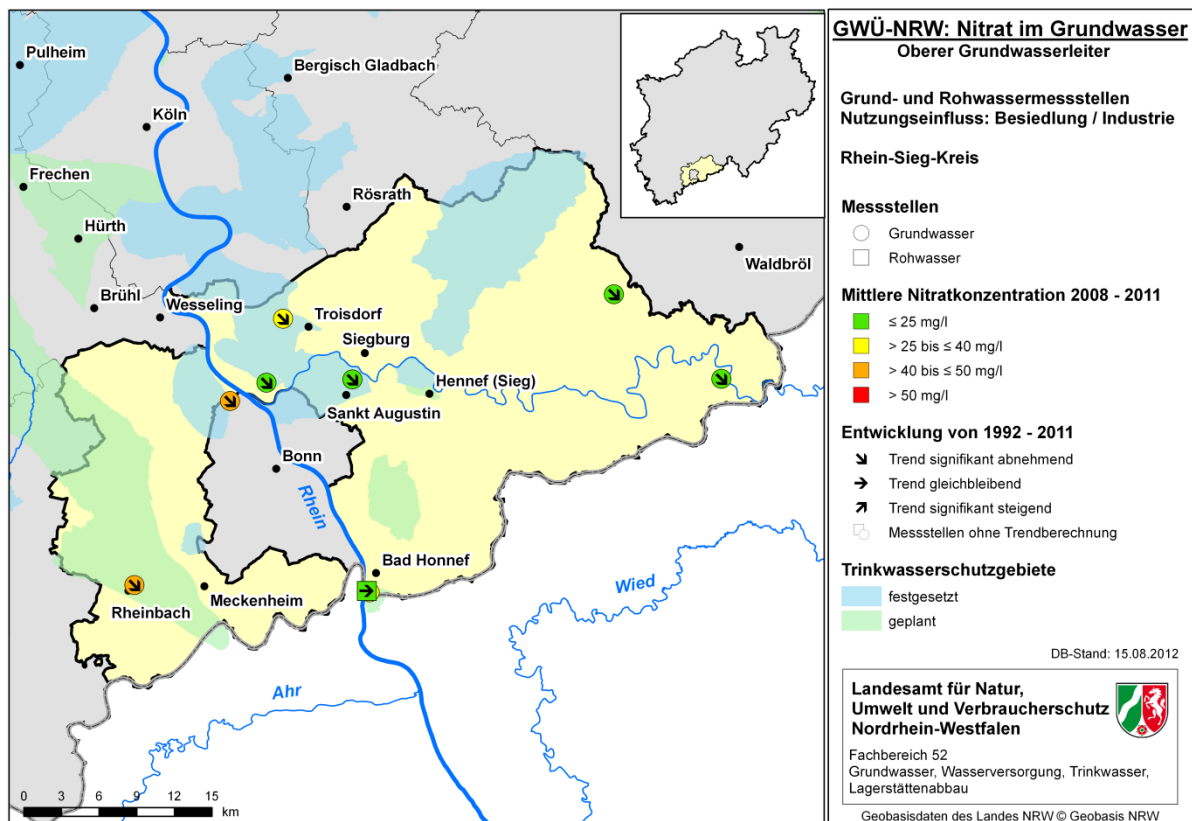 Pulheim
Bergisch Gladbach
Köln
Frechen
Rösrath
Hürth
Waldbröl
Brühl
Wesseling
Troisdorf
Siegburg
Hennef (Sieg)
Sankt Augustin
Bonn
Rhein
Bad Honnef
Wied
Meckenheim
Rheinbach
Ahr
0 3 6 9 12 15
km
GWÜ-NRW: Nitrat im Grundwasser
Oberer Grundwasserleiter
Grund- und Rohwassermessstellen
Nutzungseinfluss: Besiedlung / Industrie
Rhein-Sieg-Kreis
Messstellen
Grundwasser
Rohwasser
Mittlere Nitratkonzentration 2008 - 2011
≤ 25 mg/l
> 25 bis ≤ 40 mg/l
> 40 bis ≤ 50 mg/l
> 50 mg/l
Entwicklung von 1992 - 2011
Trend signifikant abnehmend
Trend gleichbleibend
Trend signifikant steigend
Messstellen ohne Trendberechnung
Trinkwasserschutzgebiete
festgesetzt
geplant
DB-Stand: 15.08.2012
Landesamt für Natur,
Umwelt und Verbraucherschutz
Nordrhein-Westfalen
Fachbereich 52
Grundwasser, Wasserversorgung, Trinkwasser,
Lagerstättenabbau
Geobasisdaten des Landes NRW © Geobasis NRW